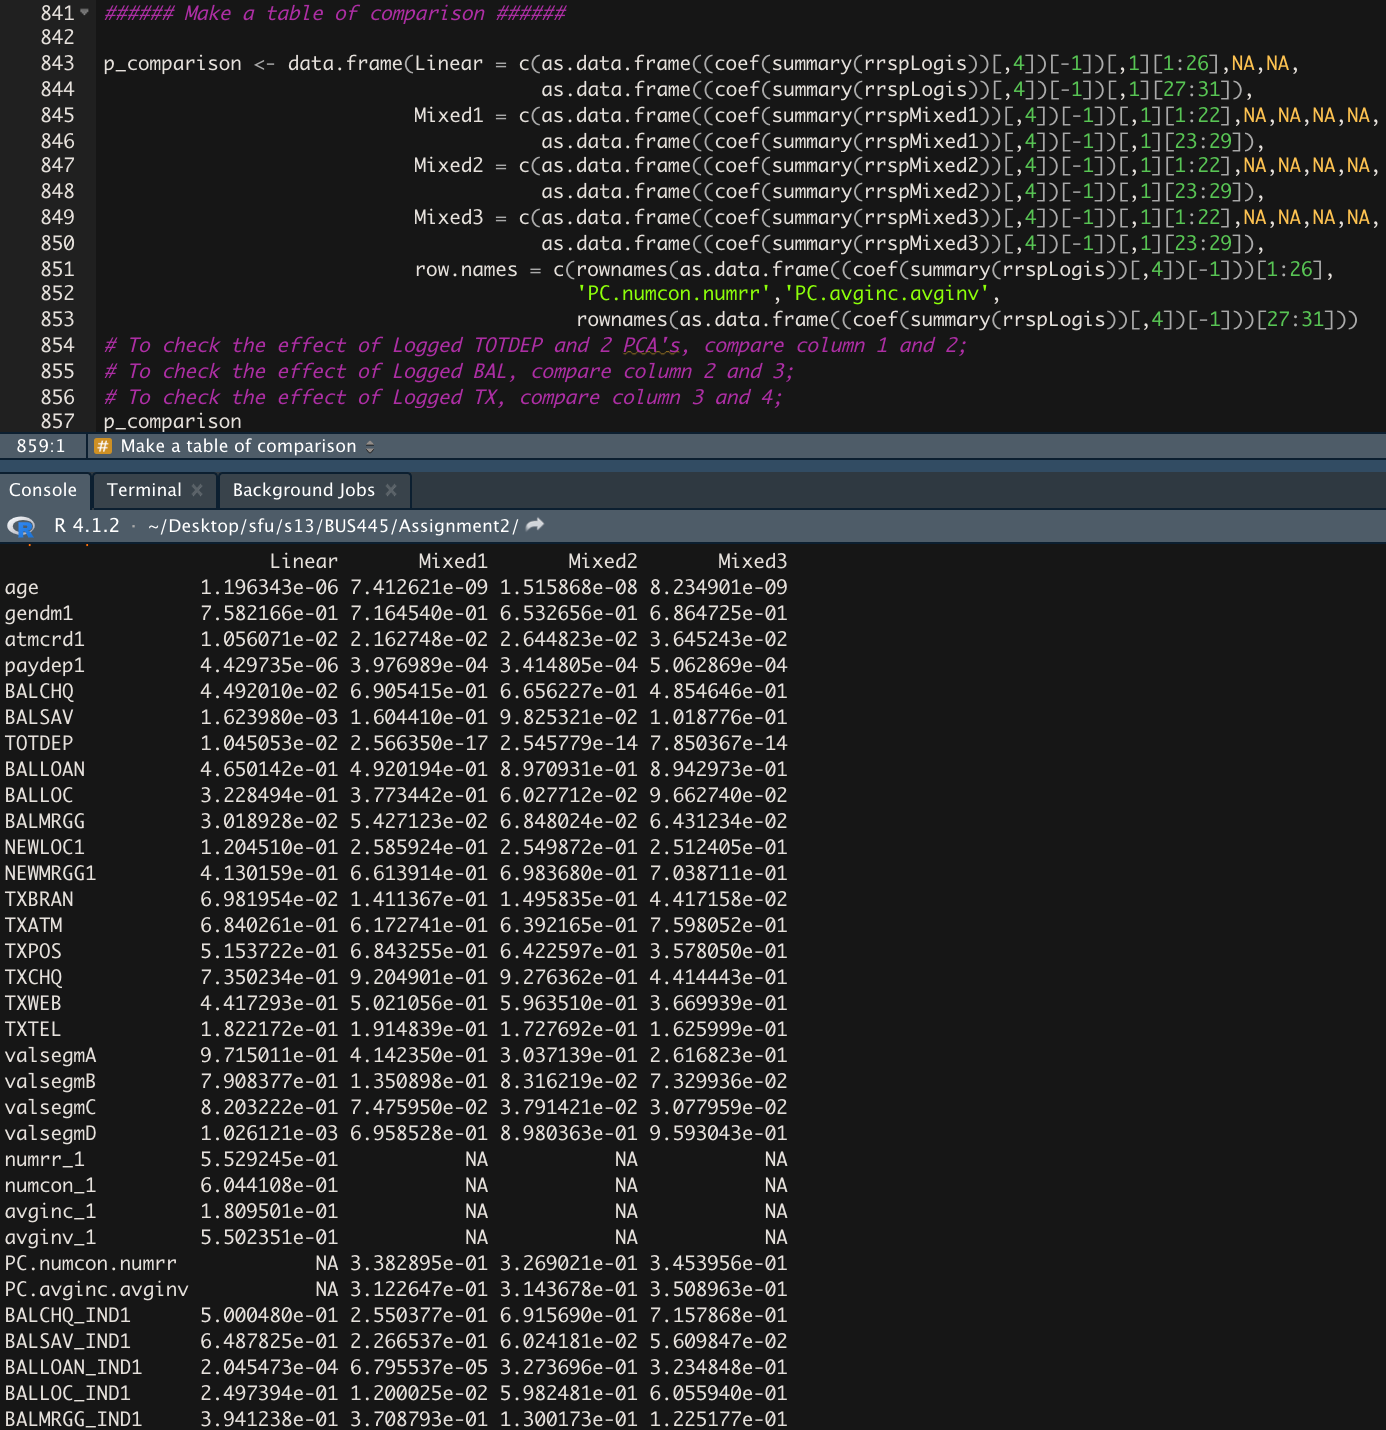 841 ###### Make a table of comparison ######
842
843 p_comparison <- data.frame(Linear = c(as.data.frame((coef(summary(rrspLogis))[,4])[-1])[,1][1:26],NA,NA,
844 as.data.frame((coef(summary(rrspLogis))[,4])[-1])[,1][27:31]),
845 Mixed1 = c(as.data.frame((coef(summary(rrspMixed1))[,4])[-1])[,1][1:22],NA,NA,NA,NA,
846 as.data.frame((coef(summary(rrspMixed1))[,4])[-1])[,1][23:29]),
847 Mixed2 = c(as.data.frame((coef(summary(rrspMixed2))[,4])[-1])[,1][1:22],NA,NA,NA,NA,
848 as.data.frame((coef(summary(rrspMixed2))[,4])[-1])[,1][23:29]),
849 Mixed3 = c(as.data.frame((coef(summary(rrspMixed3))[,4])[-1])[,1][1:22],NA,NA,NA,NA,
850 as.data.frame((coef(summary(rrspMixed3))[,4])[-1])[,1][23:29]),
851 row.names = c(rownames(as.data.frame((coef(summary(rrspLogis))[,4])[-1]))[1:26],
852 'PC.numcon.numrr','PC.avginc.avginv',
853 rownames(as.data.frame((coef(summary(rrspLogis))[,4])[-1]))[27:31]))
854 # To check the effect of Logged TOTDEP and 2 PCA's, compare column 1 and 2;
855 # To check the effect of Logged BAL, compare column 2 and 3;
856 # To check the effect of Logged TX, compare column 3 and 4;
857 p_comparison
859:1 # Make a table of comparison
Console Terminal Background Jobs
R 4.1.2 · ~/Desktop/sfu/s13/BUS445/Assignment2/
Linear Mixed1 Mixed2 Mixed3
age 1.196343e-06 7.412621e-09 1.515868e-08 8.234901e-09
gendm1 7.582166e-01 7.164540e-01 6.532656e-01 6.864725e-01
atmcrd1 1.056071e-02 2.162748e-02 2.644823e-02 3.645243e-02
paydep1 4.429735e-06 3.976989e-04 3.414805e-04 5.062869e-04
BALCHQ 4.492010e-02 6.905415e-01 6.656227e-01 4.854646e-01
BALSAV 1.623980e-03 1.604410e-01 9.825321e-02 1.018776e-01
TOTDEP 1.045053e-02 2.566350e-17 2.545779e-14 7.850367e-14
BALLOAN 4.650142e-01 4.920194e-01 8.970931e-01 8.942973e-01
BALLOC 3.228494e-01 3.773442e-01 6.027712e-01 9.662740e-02
BALMRGG 3.018928e-02 5.427123e-02 6.848024e-02 6.431234e-02
NEWLOC1 1.204510e-01 2.585924e-01 2.549872e-01 2.512405e-01
NEWMRGG1 4.130159e-01 6.613914e-01 6.983680e-01 7.038711e-01
TXBRAN 6.981954e-02 1.411367e-01 1.495835e-01 4.417158e-02
TXATM 6.840261e-01 6.172741e-01 6.392165e-01 7.598052e-01
TXPOS 5.153722e-01 6.843255e-01 6.422597e-01 3.578050e-01
TXCHQ 7.350234e-01 9.204901e-01 9.276362e-01 4.414443e-01
TXWEB 4.417293e-01 5.021056e-01 5.963510e-01 3.669939e-01
TXTEL 1.822172e-01 1.914839e-01 1.727692e-01 1.625999e-01
valsegmA 9.715011e-01 4.142350e-01 3.037139e-01 2.616823e-01
valsegmB 7.908377e-01 1.350898e-01 8.316219e-02 7.329936e-02
valsegmC 8.203222e-01 7.475950e-02 3.791421e-02 3.077959e-02
valsegmD 1.026121e-03 6.958528e-01 8.980363e-01 9.593043e-01
numrr_1 5.529245e-01 NA NA NA
numcon_1 6.044108e-01 NA NA NA
avginc_1 1.809501e-01 NA NA NA
avginv_1 5.502351e-01 NA NA NA
PC.numcon.numrr NA 3.382895e-01 3.269021e-01 3.453956e-01
PC.avginc.avginv NA 3.122647e-01 3.143678e-01 3.508963e-01
BALCHQ_IND1 5.000480e-01 2.550377e-01 6.915690e-01 7.157868e-01
BALSAV_IND1 6.487825e-01 2.266537e-01 6.024181e-02 5.609847e-02
BALLOAN_IND1 2.045473e-04 6.795537e-05 3.273696e-01 3.234848e-01
BALLOC_IND1 2.497394e-01 1.200025e-02 5.982481e-01 6.055940e-01
BALMRGG_IND1 3.941238e-01 3.708793e-01 1.300173e-01 1.225177e-01